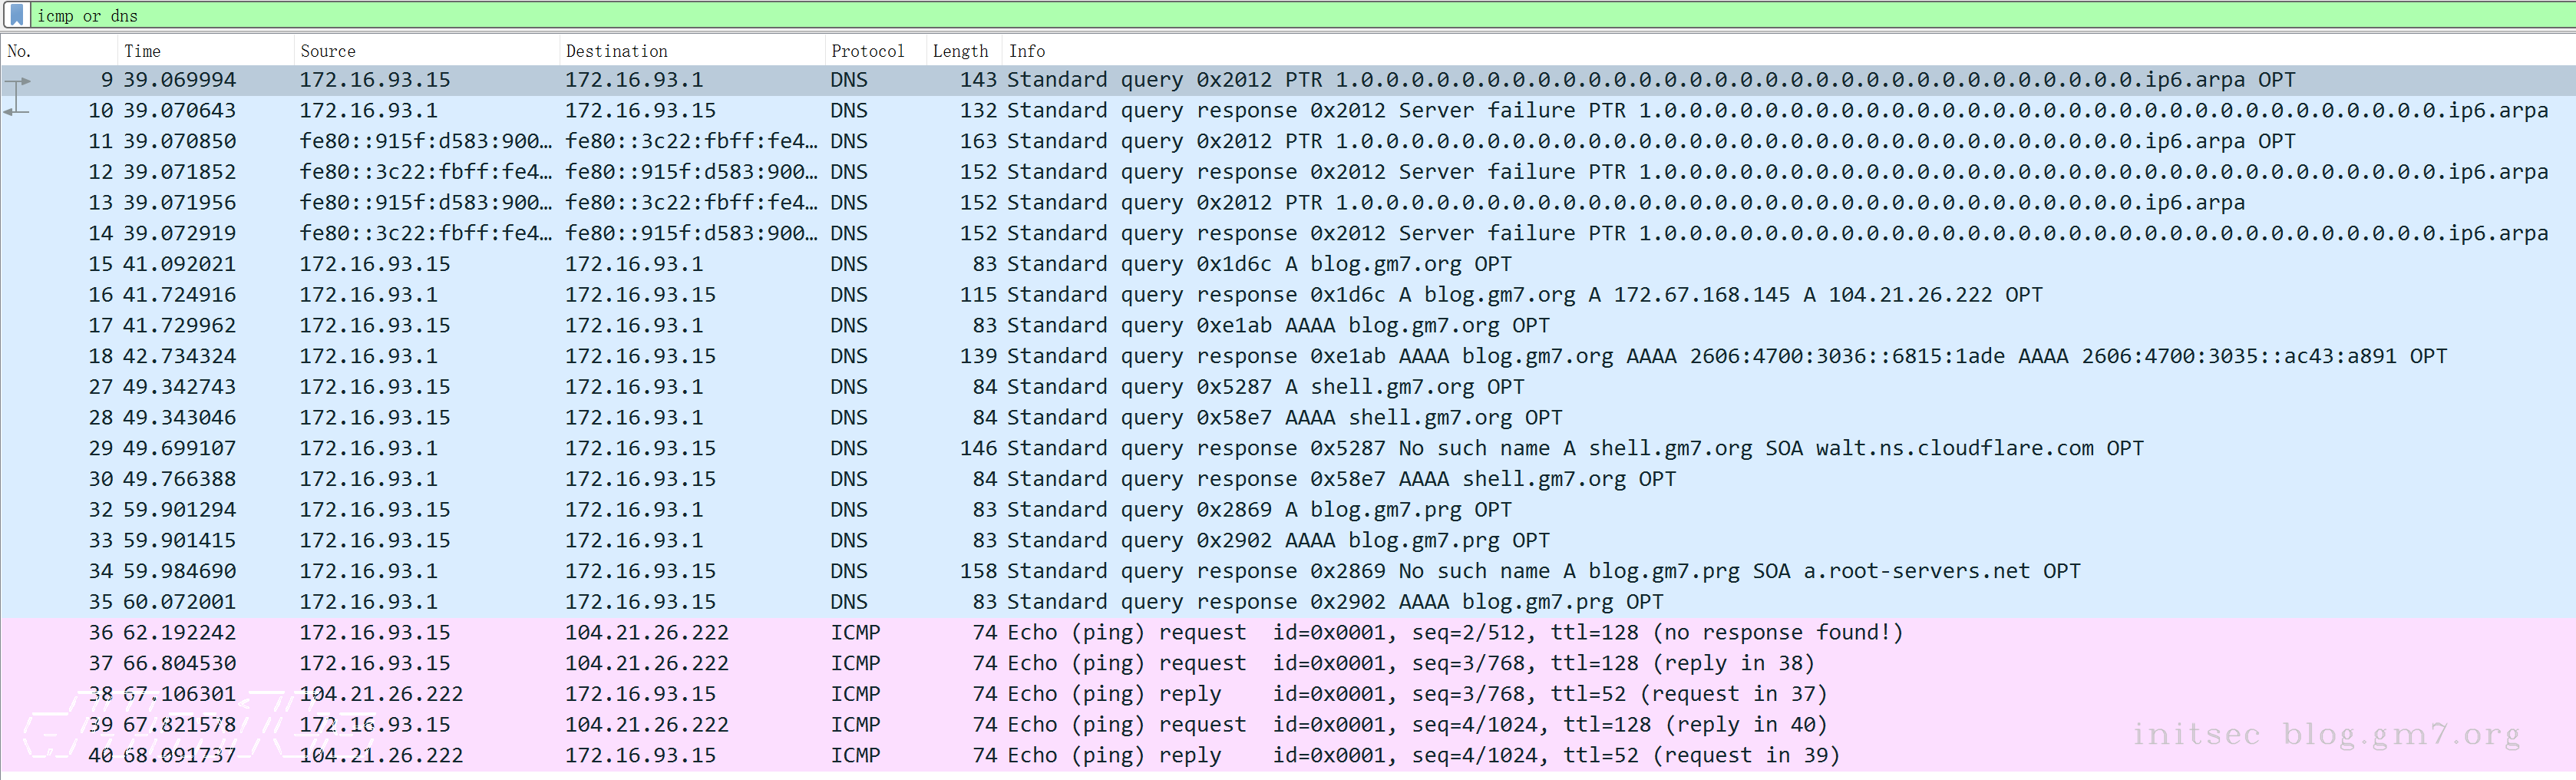 icmp or dns
No. Time Source Destination Protocol Length Info
9 39.069994 172.16.93.15 172.16.93.1 DNS 143 Standard query 0x2012 PTR 1.0.0.0.0.0.0.0.0.0.0.0.0.0.0.0.0.0.0.0.0.0.0.0.0.0.0.0.0.0.0.0.ip6.arpa OPT
10 39.070643 172.16.93.1 172.16.93.15 DNS 132 Standard query response 0x2012 Server failure PTR 1.0.0.0.0.0.0.0.0.0.0.0.0.0.0.0.0.0.0.0.0.0.0.0.0.0.0.0.0.0.0.0.ip6.arpa
11 39.070850 fe80::915f:d583:900… fe80::3c22:fbff:fe4… DNS 163 Standard query 0x2012 PTR 1.0.0.0.0.0.0.0.0.0.0.0.0.0.0.0.0.0.0.0.0.0.0.0.0.0.0.0.0.0.0.0.ip6.arpa OPT
12 39.071852 fe80::3c22:fbff:fe4… fe80::915f:d583:900… DNS 152 Standard query response 0x2012 Server failure PTR 1.0.0.0.0.0.0.0.0.0.0.0.0.0.0.0.0.0.0.0.0.0.0.0.0.0.0.0.0.0.0.0.ip6.arpa
13 39.071956 fe80::915f:d583:900… fe80::3c22:fbff:fe4… DNS 152 Standard query 0x2012 PTR 1.0.0.0.0.0.0.0.0.0.0.0.0.0.0.0.0.0.0.0.0.0.0.0.0.0.0.0.0.0.0.0.ip6.arpa
14 39.072919 fe80::3c22:fbff:fe4… fe80::915f:d583:900… DNS 152 Standard query response 0x2012 Server failure PTR 1.0.0.0.0.0.0.0.0.0.0.0.0.0.0.0.0.0.0.0.0.0.0.0.0.0.0.0.0.0.0.0.ip6.arpa
15 41.092021 172.16.93.15 172.16.93.1 DNS 83 Standard query 0x1d6c A blog.gm7.org OPT
16 41.724916 172.16.93.1 172.16.93.15 DNS 115 Standard query response 0x1d6c A blog.gm7.org A 172.67.168.145 A 104.21.26.222 OPT
17 41.729962 172.16.93.15 172.16.93.1 DNS 83 Standard query 0xe1ab AAAA blog.gm7.org OPT
18 42.734324 172.16.93.1 172.16.93.15 DNS 139 Standard query response 0xe1ab AAAA blog.gm7.org AAAA 2606:4700:3036::6815:1ade AAAA 2606:4700:3035::ac43:a891 OPT
27 49.342743 172.16.93.15 172.16.93.1 DNS 84 Standard query 0x5287 A shell.gm7.org OPT
28 49.343046 172.16.93.15 172.16.93.1 DNS 84 Standard query 0x58e7 AAAA shell.gm7.org OPT
29 49.699107 172.16.93.1 172.16.93.15 DNS 146 Standard query response 0x5287 No such name A shell.gm7.org SOA walt.ns.cloudflare.com OPT
30 49.766388 172.16.93.1 172.16.93.15 DNS 84 Standard query response 0x58e7 AAAA shell.gm7.org OPT
32 59.901294 172.16.93.15 172.16.93.1 DNS 83 Standard query 0x2869 A blog.gm7.prg OPT
33 59.901415 172.16.93.15 172.16.93.1 DNS 83 Standard query 0x2902 AAAA blog.gm7.prg OPT
34 59.984690 172.16.93.1 172.16.93.15 DNS 158 Standard query response 0x2869 No such name A blog.gm7.prg SOA a.root-servers.net OPT
35 60.072001 172.16.93.1 172.16.93.15 DNS 83 Standard query response 0x2902 AAAA blog.gm7.prg OPT
36 62.192242 172.16.93.15 104.21.26.222 ICMP 74 Echo (ping) request id=0x0001, seq=2/512, ttl=128 (no response found!)
37 66.804530 172.16.93.15 104.21.26.222 ICMP 74 Echo (ping) request id=0x0001, seq=3/768, ttl=128 (reply in 38)
38 67.106301 104.21.26.222 172.16.93.15 ICMP 74 Echo (ping) reply id=0x0001, seq=3/768, ttl=52 (request in 37)
39 67.821578 172.16.93.15 104.21.26.222 ICMP 74 Echo (ping) request id=0x0001, seq=4/1024, ttl=128 (reply in 40)
40 68.091737 104.21.26.222 172.16.93.15 ICMP 74 Echo (ping) reply id=0x0001, seq=4/1024, ttl=52 (request in 39)
initsec blog.gm7.org